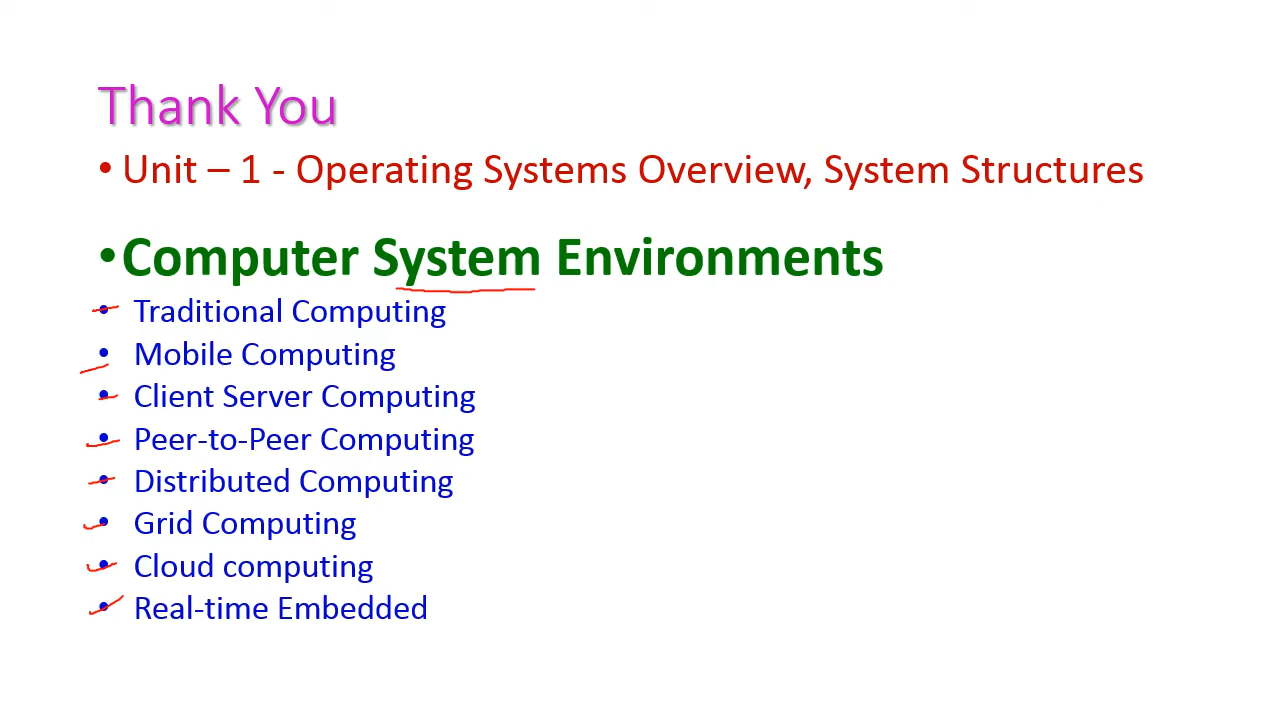 Thank You
• Unit – 1 - Operating Systems Overview, System Structures
• Computer System Environments
• Traditional Computing
• Mobile Computing
• Client Server Computing
• Peer-to-Peer Computing
• Distributed Computing
• Grid Computing
• Cloud computing
• Real-time Embedded